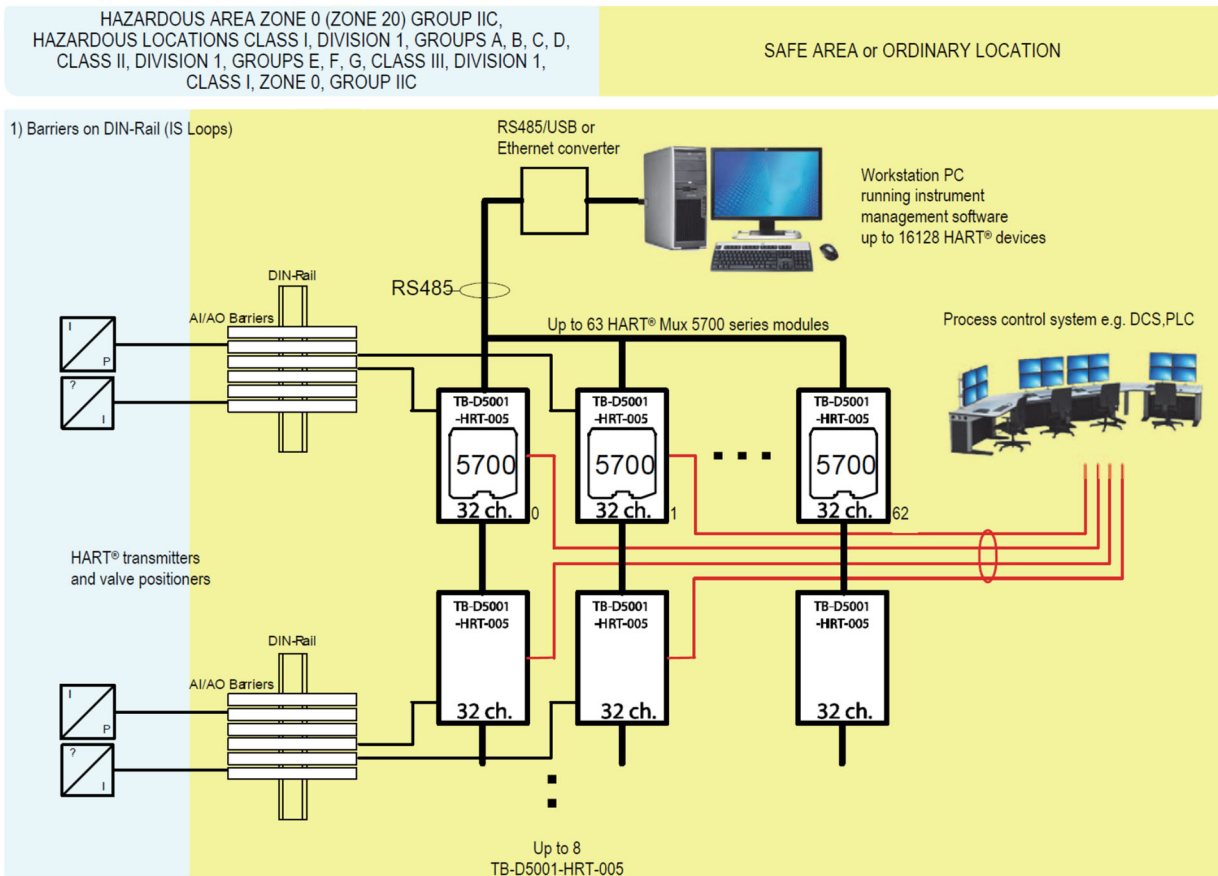 HAZARDOUS AREA ZONE 0 (ZONE 20) GROUP IIC,
HAZARDOUS LOCATIONS CLASS I, DIVISION 1, GROUPS A, B, C, D,
CLASS II, DIVISION 1, GROUPS E, F, G, CLASS III, DIVISION 1,
CLASS I, ZONE 0, GROUP IIC
SAFE AREA or ORDINARY LOCATION
1) Barriers on DIN-Rail (IS Loops)
RS485/USB or
Ethernet converter
Workstation PC
running instrument
management software
up to 16128 HART® devices
DIN-Rail
RS485
AI/AO Barriers
Up to 63 HART® Mux 5700 series modules
Process control system e.g. DCS,PLC
I
P
?
I
TB-D5001
-HRT-005
5700
32 ch.
0
TB-D5001
-HRT-005
5700
32 ch.
1
TB-D5001
-HRT-005
5700
32 ch.
62
HART® transmitters
and valve positioners
DIN-Rail
AI/AO Barriers
I
P
?
I
TB-D5001
-HRT-005
32 ch.
TB-D5001
-HRT-005
32 ch.
TB-D5001
-HRT-005
32 ch.
Up to 8
TB-D5001-HRT-005